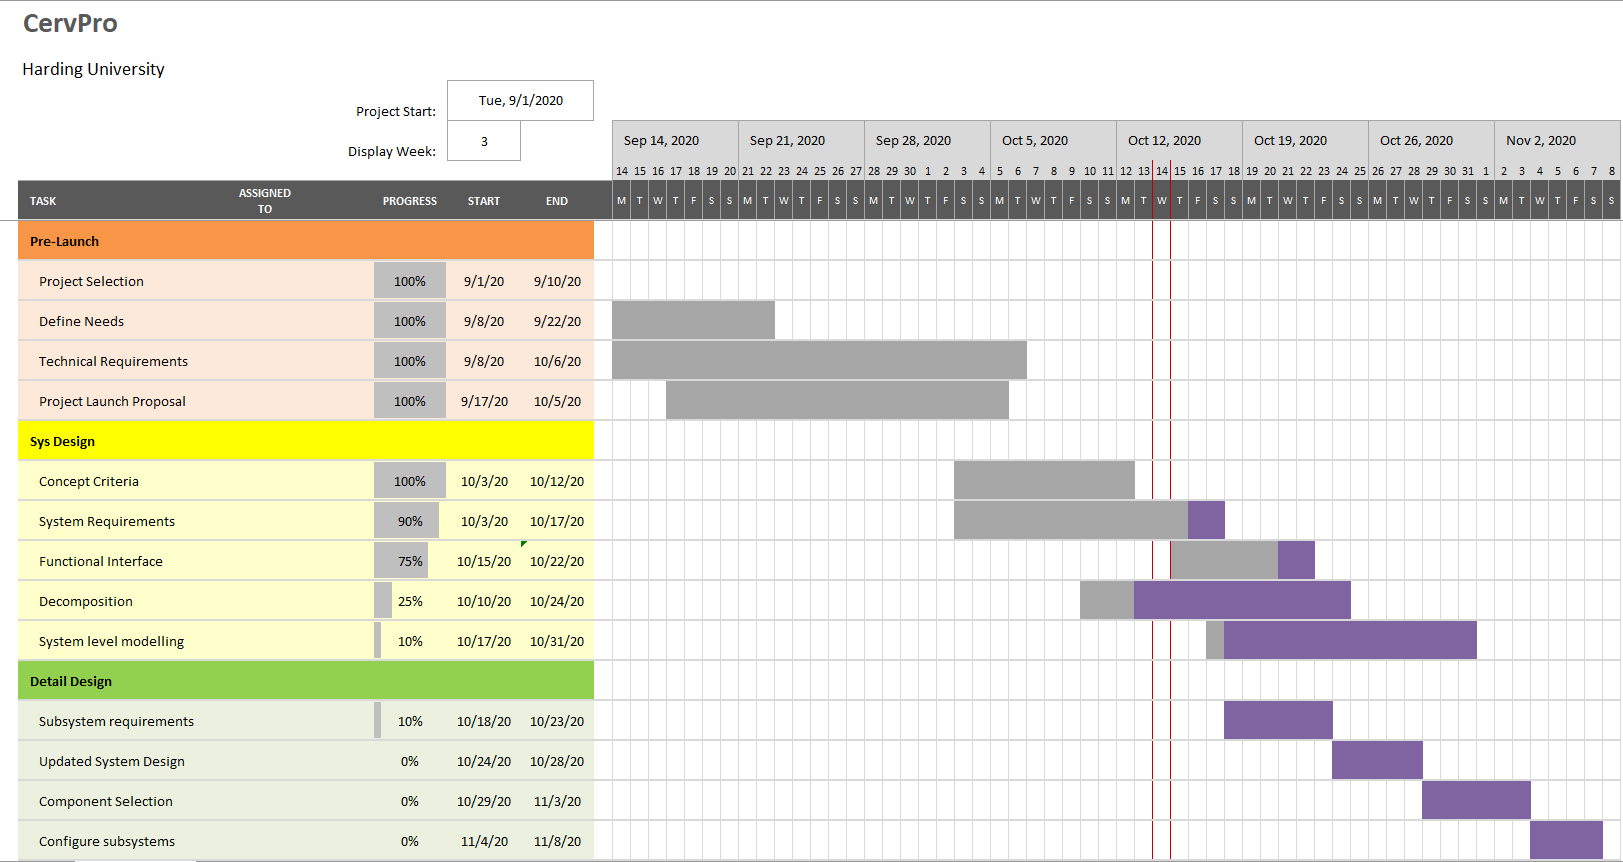 CervPro
Harding University
Project Start: Tue, 9/1/2020
Display Week: 3
Sep 14, 2020 Sep 21, 2020 Sep 28, 2020 Oct 5, 2020 Oct 12, 2020 Oct 19, 2020 Oct 26, 2020 Nov 2, 2020
14 15 16 17 18 19 20 21 22 23 24 25 26 27 28 29 30 1 2 3 4 5 6 7 8 9 10 11 12 13 14 15 16 17 18 19 20 21 22 23 24 25 26 27 28 29 30 31 1 2 3 4 5 6 7 8
TASK ASSIGNED TO PROGRESS START END M T W T F S S M T W T F S S M T W T F S S M T W T F S S M T W T F S S M T W T F S S M T W T F S S M T W T F S S
Pre-Launch
Project Selection 100% 9/1/20 9/10/20
Define Needs 100% 9/8/20 9/22/20
Technical Requirements 100% 9/8/20 10/6/20
Project Launch Proposal 100% 9/17/20 10/5/20
Sys Design
Concept Criteria 100% 10/3/20 10/12/20
System Requirements 90% 10/3/20 10/17/20
Functional Interface 75% 10/15/20 10/22/20
Decomposition 25% 10/10/20 10/24/20
System level modelling 10% 10/17/20 10/31/20
Detail Design
Subsystem requirements 10% 10/18/20 10/23/20
Updated System Design 0% 10/24/20 10/28/20
Component Selection 0% 10/29/20 11/3/20
Configure subsystems 0% 11/4/20 11/8/20